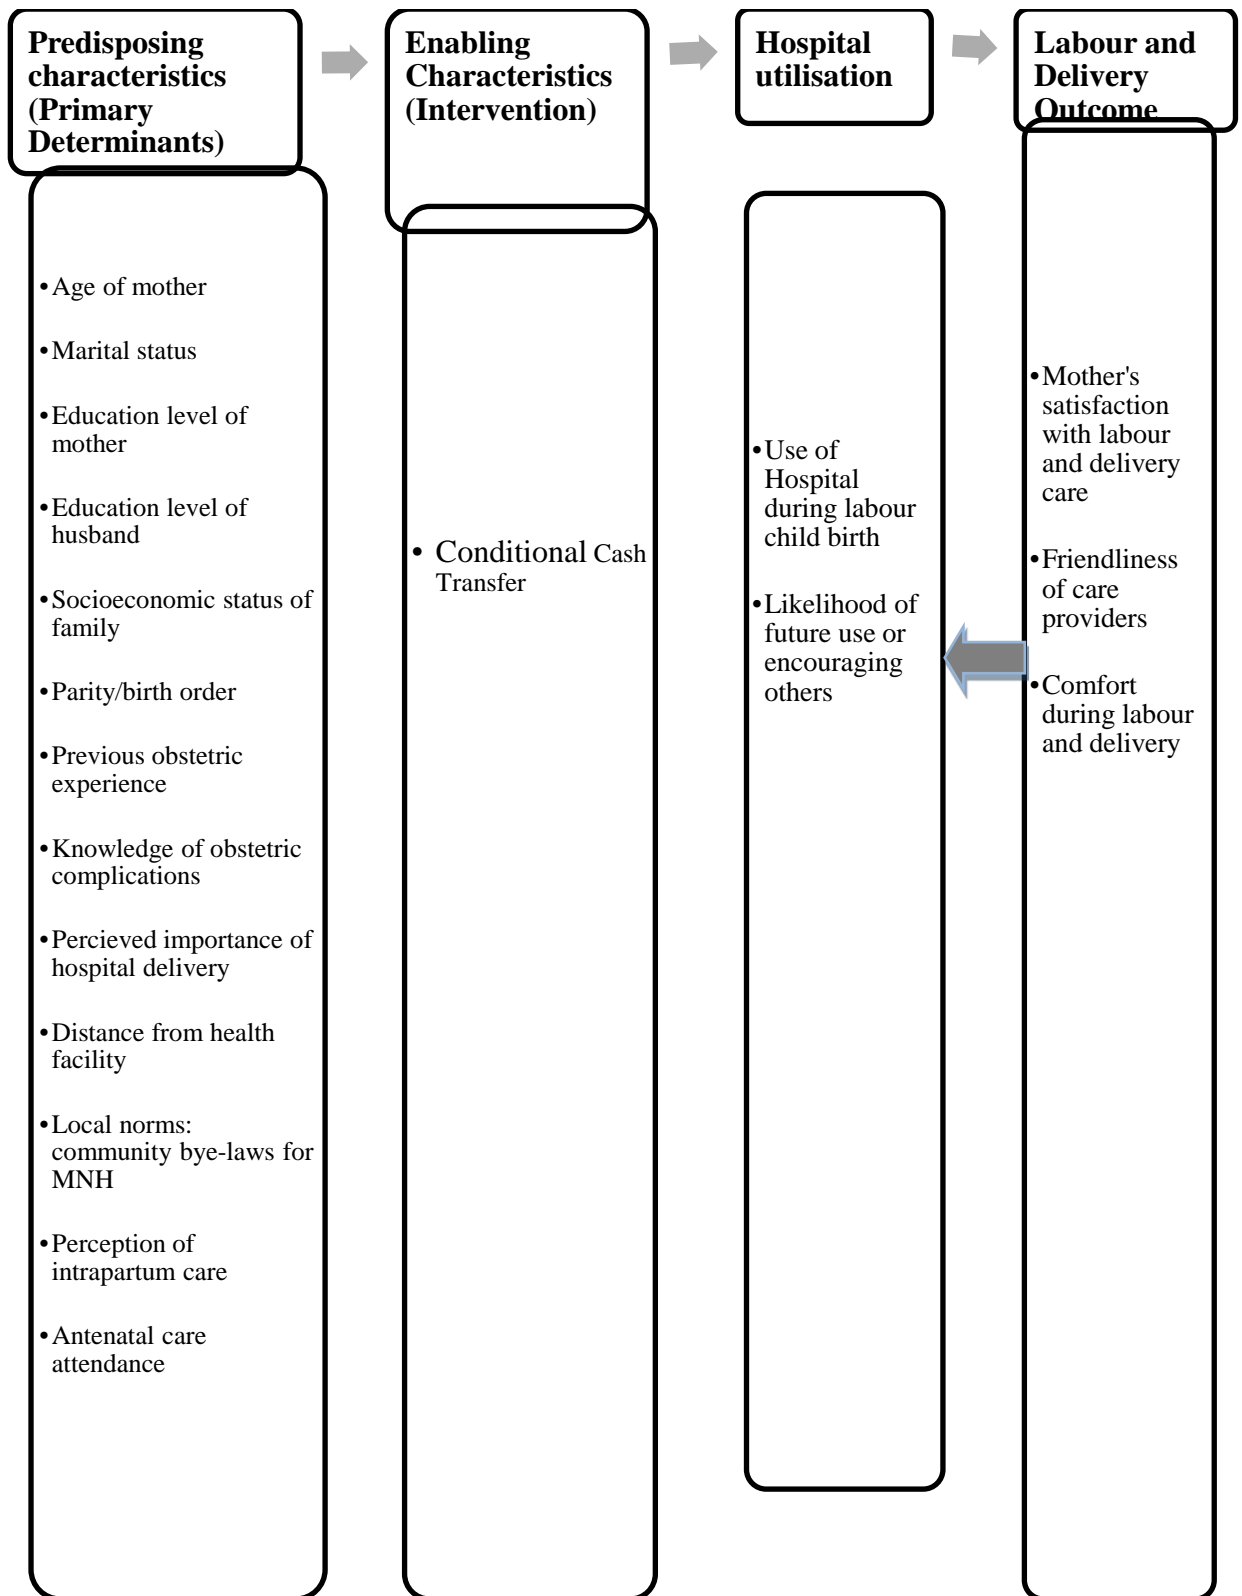 Predisposing
characteristics
(Primary
Determinants)
•Age of mother
•Marital status
•Education level of
mother
•Education level of
husband
•Socioeconomic status of
family
•Parity/birth order
•Previous obstetric
experience
•Knowledge of obstetric
complications
•Percieved importance of
hospital delivery
•Distance from health
facility
•Local norms:
community bye-laws for
MNH
•Perception of
intrapartum care
•Antenatal care
attendance
Enabling
Characteristics
(Intervention)
• Conditional Cash
Transfer
Hospital
utilisation
•Use of
Hospital
during labour
child birth
•Likelihood of
future use or
encouraging
others
Labour and
Delivery
Outcome
•Mother's
satisfaction
with labour
and delivery
care
•Friendliness
of care
providers
•Comfort
during labour
and delivery